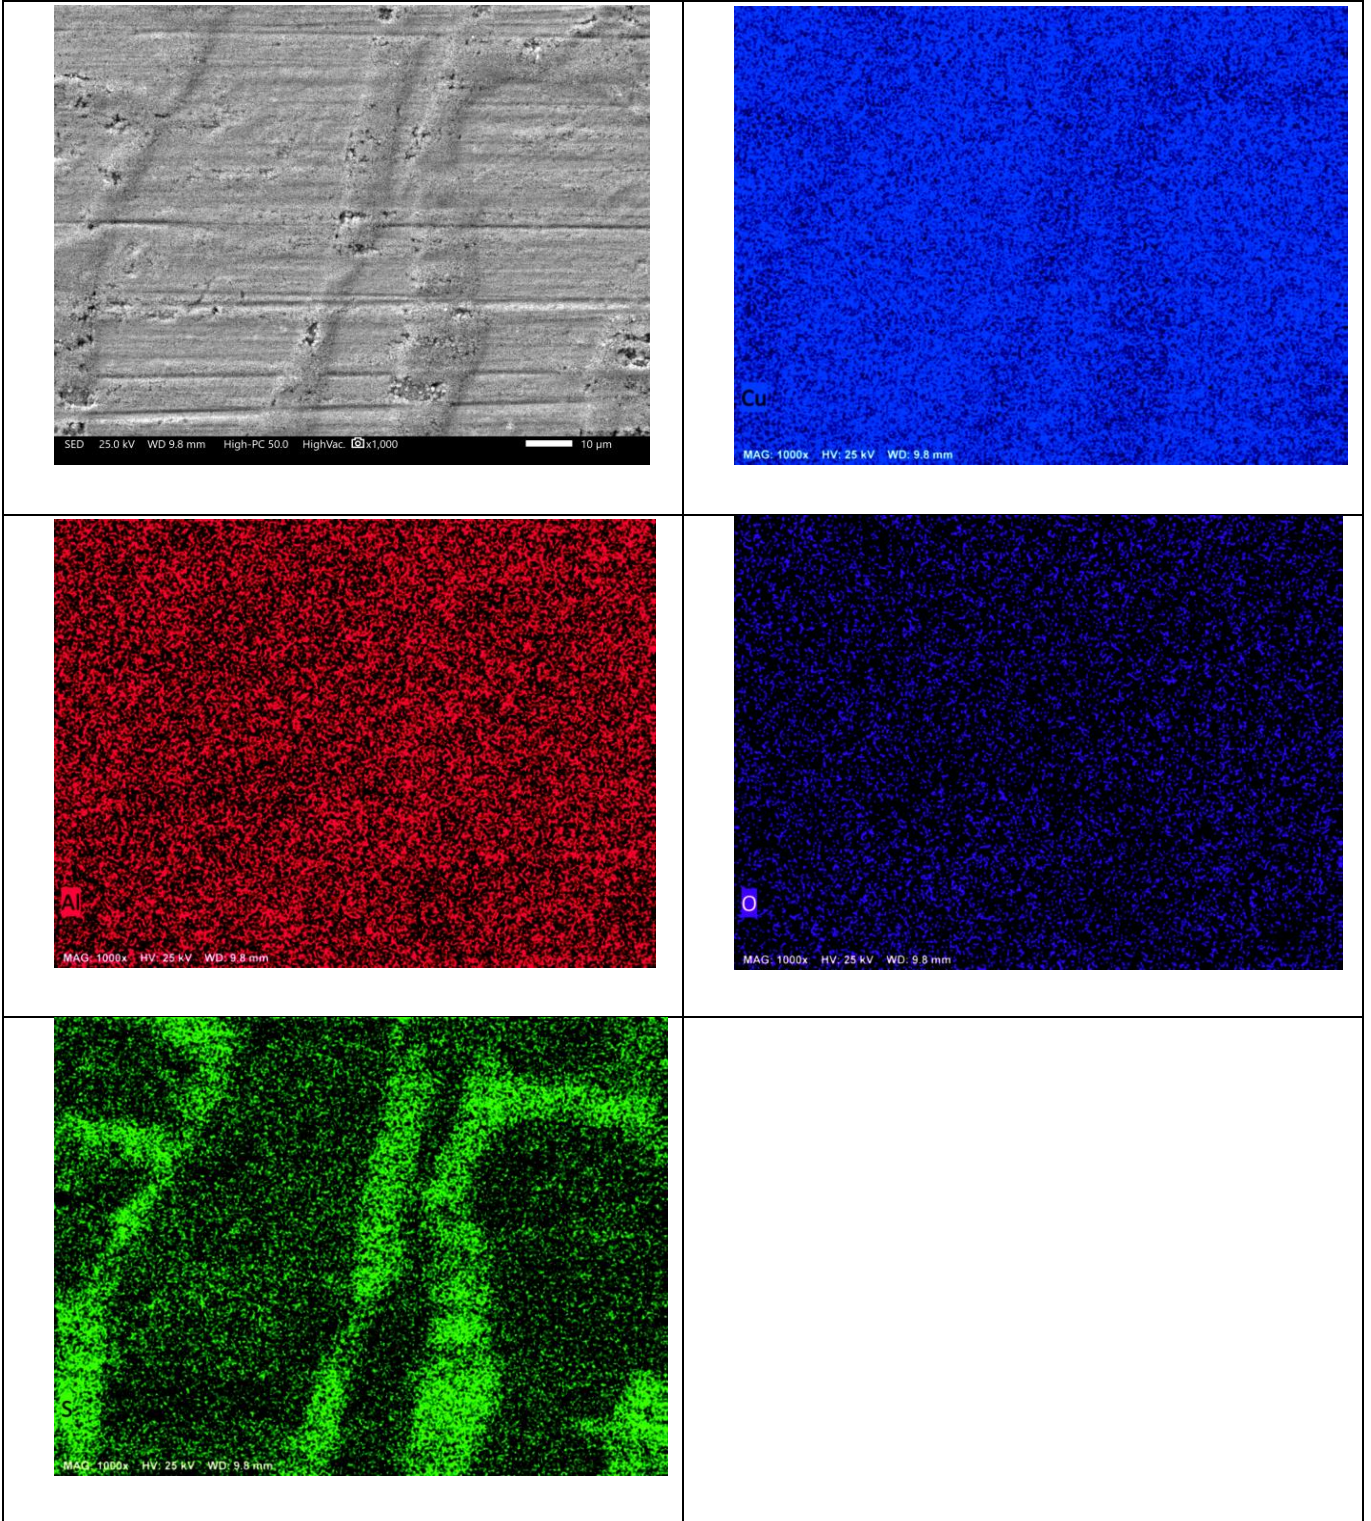 SED 25.0 kV WD 9.8 mm High-PC 50.0 HighVac. x1,000 10 μm
Cu
MAG: 1000x HV: 25 kV WD: 9.8 mm
Al
MAG: 1000x HV: 25 kV WD: 9.8 mm
O
MAG: 1000x HV: 25 kV WD: 9.8 mm
S
MAG: 1000x HV: 25 kV WD: 9.8 mm